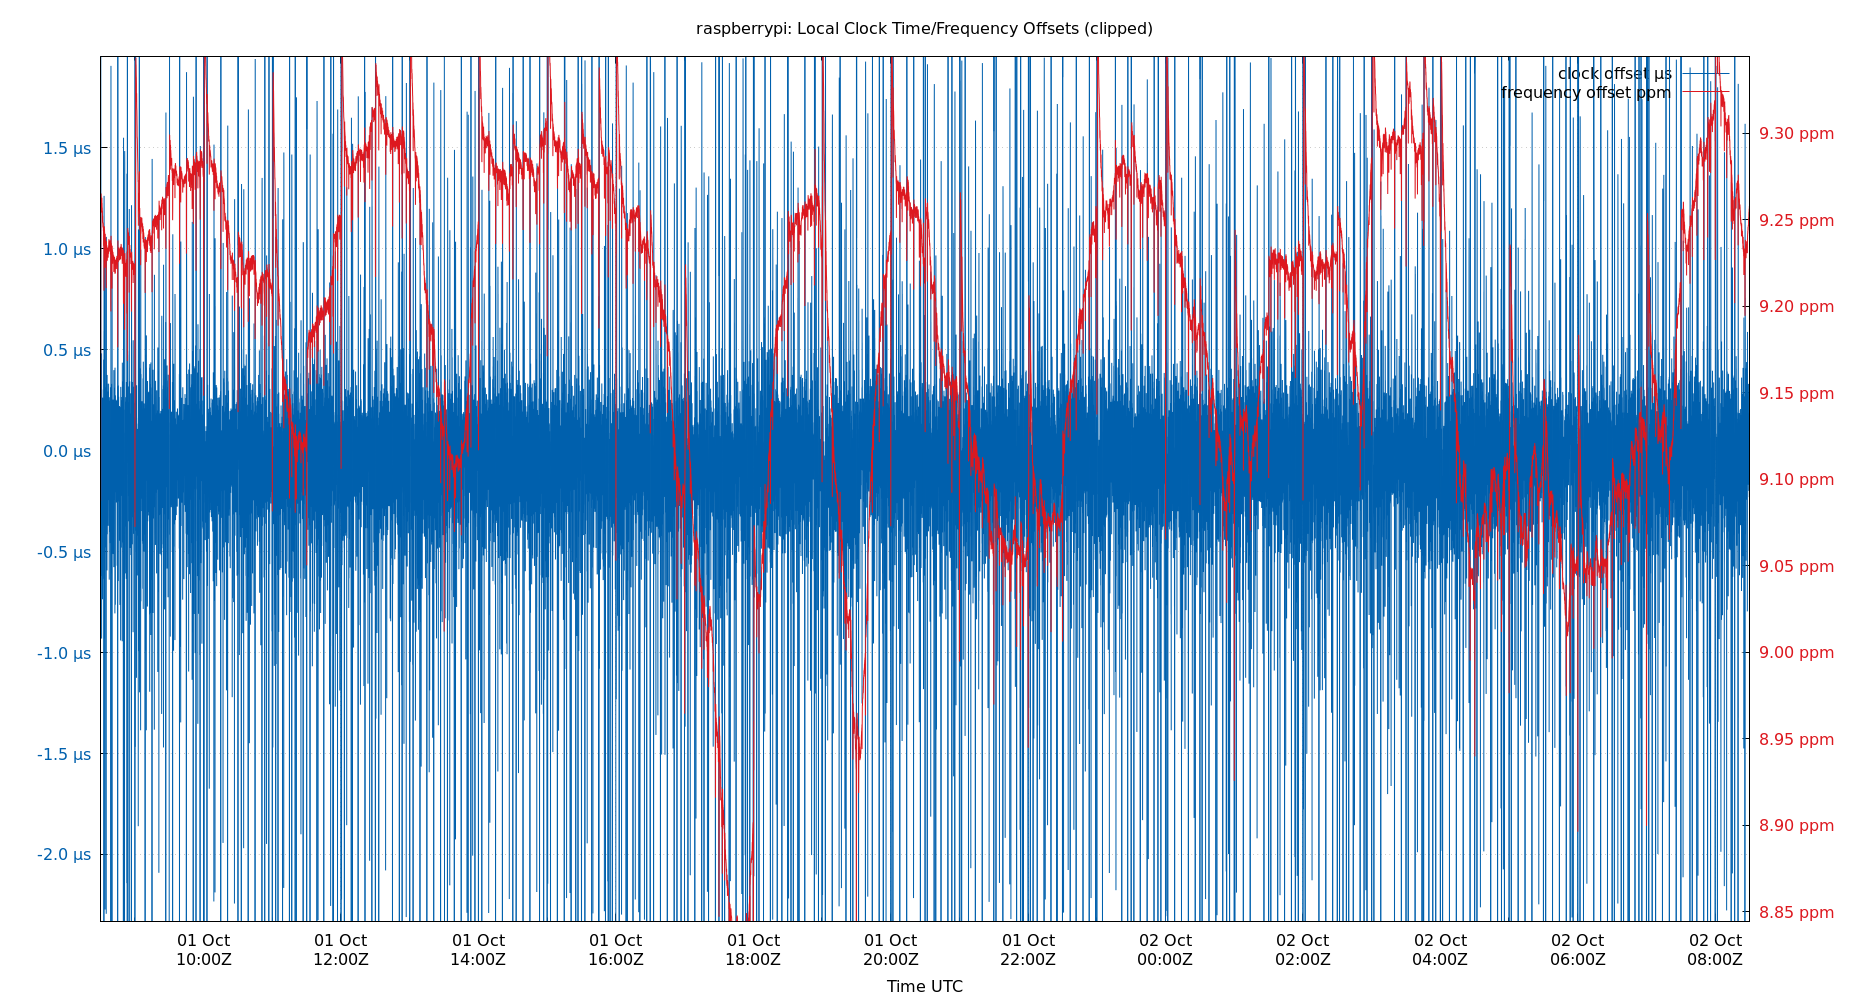 raspberrypi: Local Clock Time/Frequency Offsets (clipped)
clock offset µs
frequency offset ppm
1.5 µs
1.0 µs
0.5 µs
0.0 µs
-0.5 µs
-1.0 µs
-1.5 µs
-2.0 µs
9.30 ppm
9.25 ppm
9.20 ppm
9.15 ppm
9.10 ppm
9.05 ppm
9.00 ppm
8.95 ppm
8.90 ppm
8.85 ppm
01 Oct 01 Oct 01 Oct 01 Oct 01 Oct 01 Oct 01 Oct 02 Oct 02 Oct 02 Oct 02 Oct 02 Oct
10:00Z 12:00Z 14:00Z 16:00Z 18:00Z 20:00Z 22:00Z 00:00Z 02:00Z 04:00Z 06:00Z 08:00Z
Time UTC